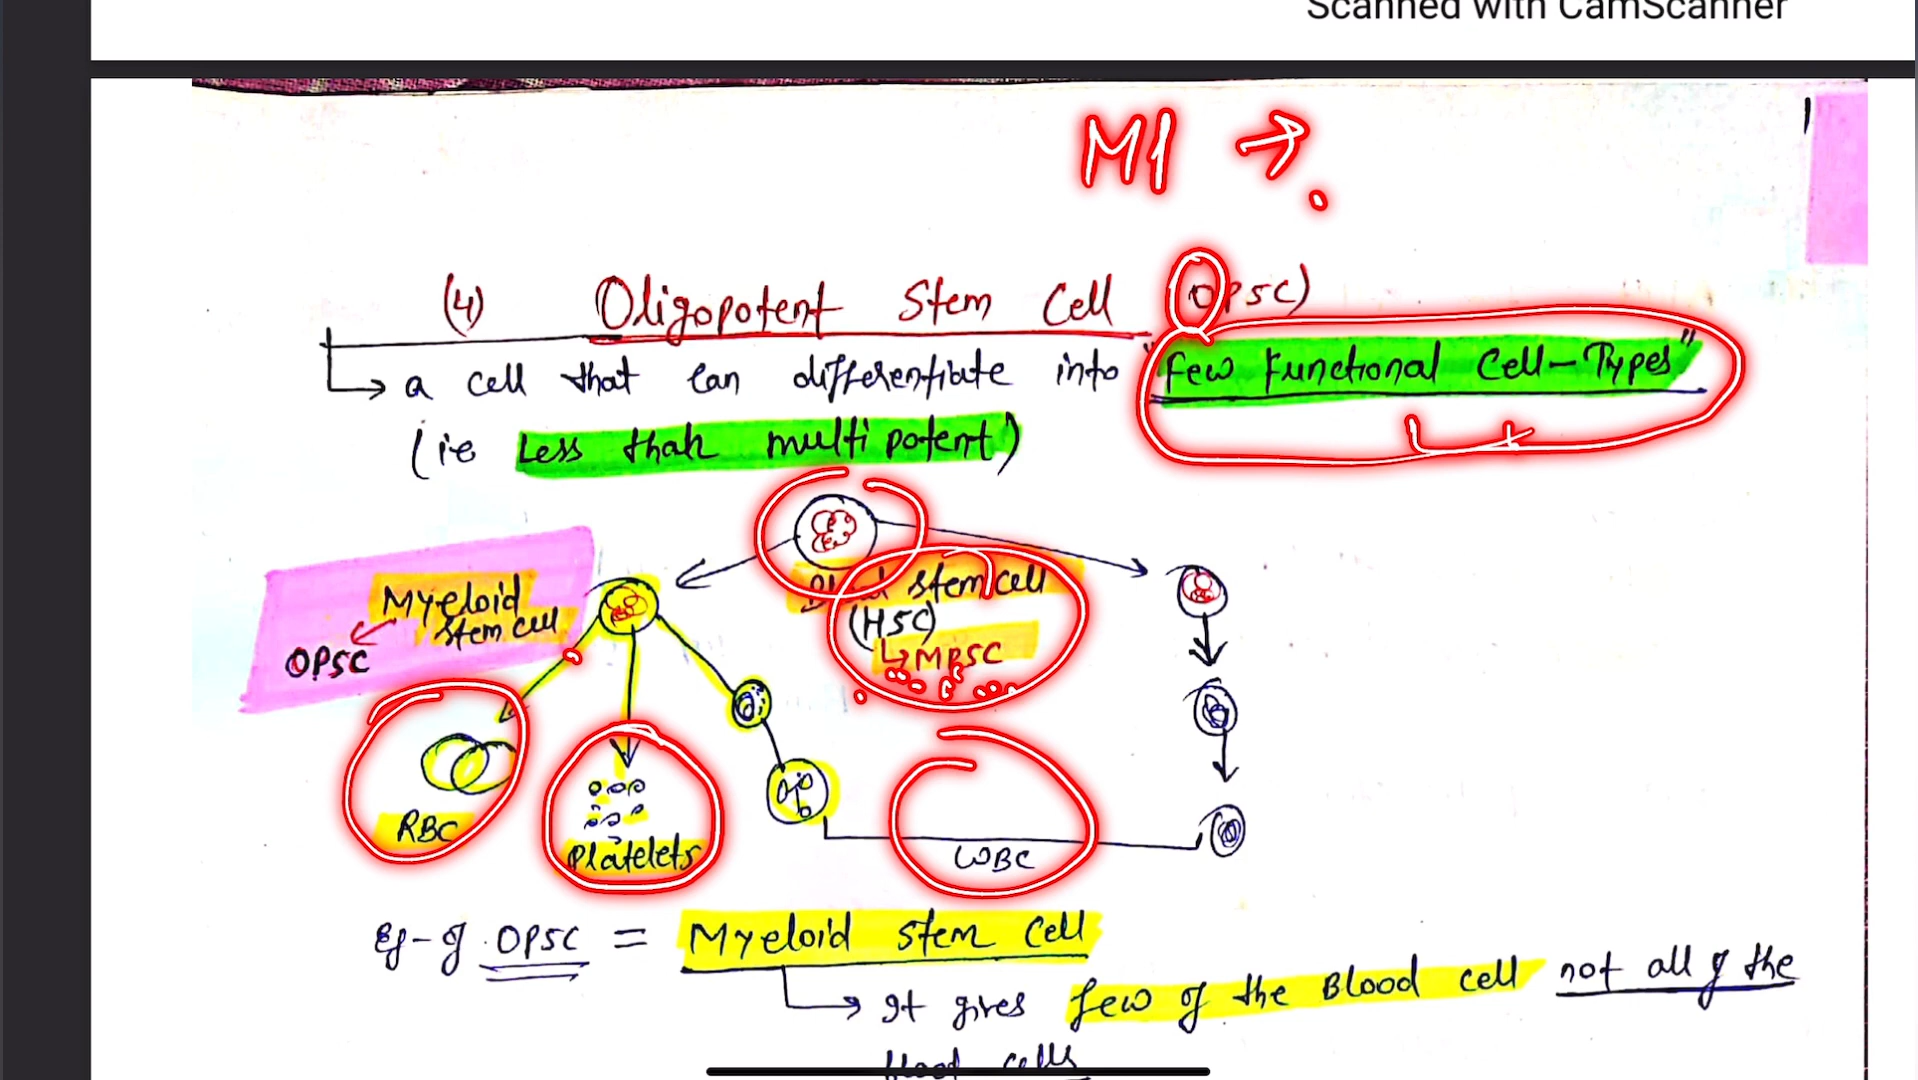 Scanned with CamScanner
M1 →
(4) Oligopotent Stem Cell (OPSC)
↳ a cell that can differentiate into "few Functional Cell-Types"
(ie Less than multipotent)
Blood stem cell
(HSC)
↳ MPSC
Myeloid
Stem cell
OPSC
RBC
Platelets
WBC
Eg-of OPSC = Myeloid Stem Cell
↳ It gives few of the Blood cell not all of the
blood cells